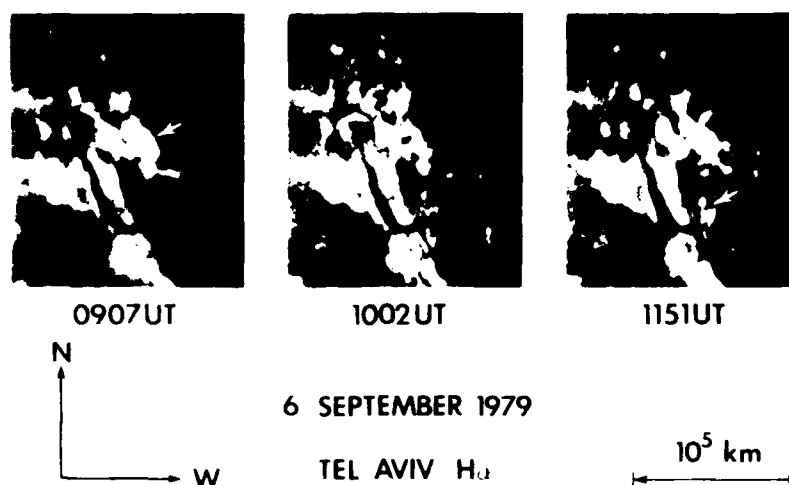 0907UT 1002UT 1151UT
N
W
6 SEPTEMBER 1979
TEL AVIV Hα
10⁵ km